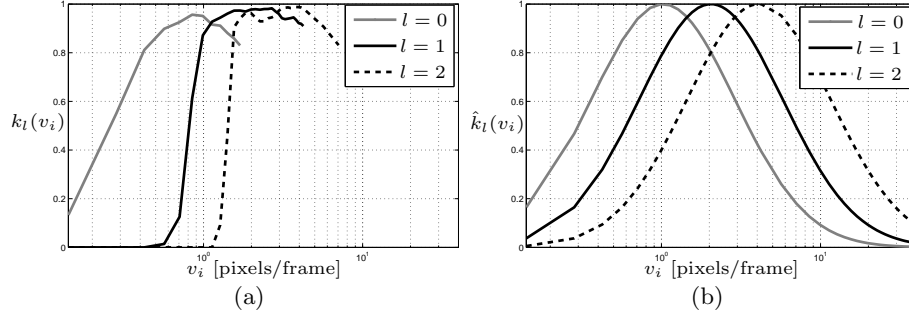 1
0.8
0.6
0.4
0.2
0
k_l(v_i)
l = 0
l = 1
l = 2
10^0
10^1
v_i [pixels/frame]
(a)
1
0.8
0.6
0.4
0.2
0
k̂_l(v_i)
l = 0
l = 1
l = 2
10^0
10^1
v_i [pixels/frame]
(b)